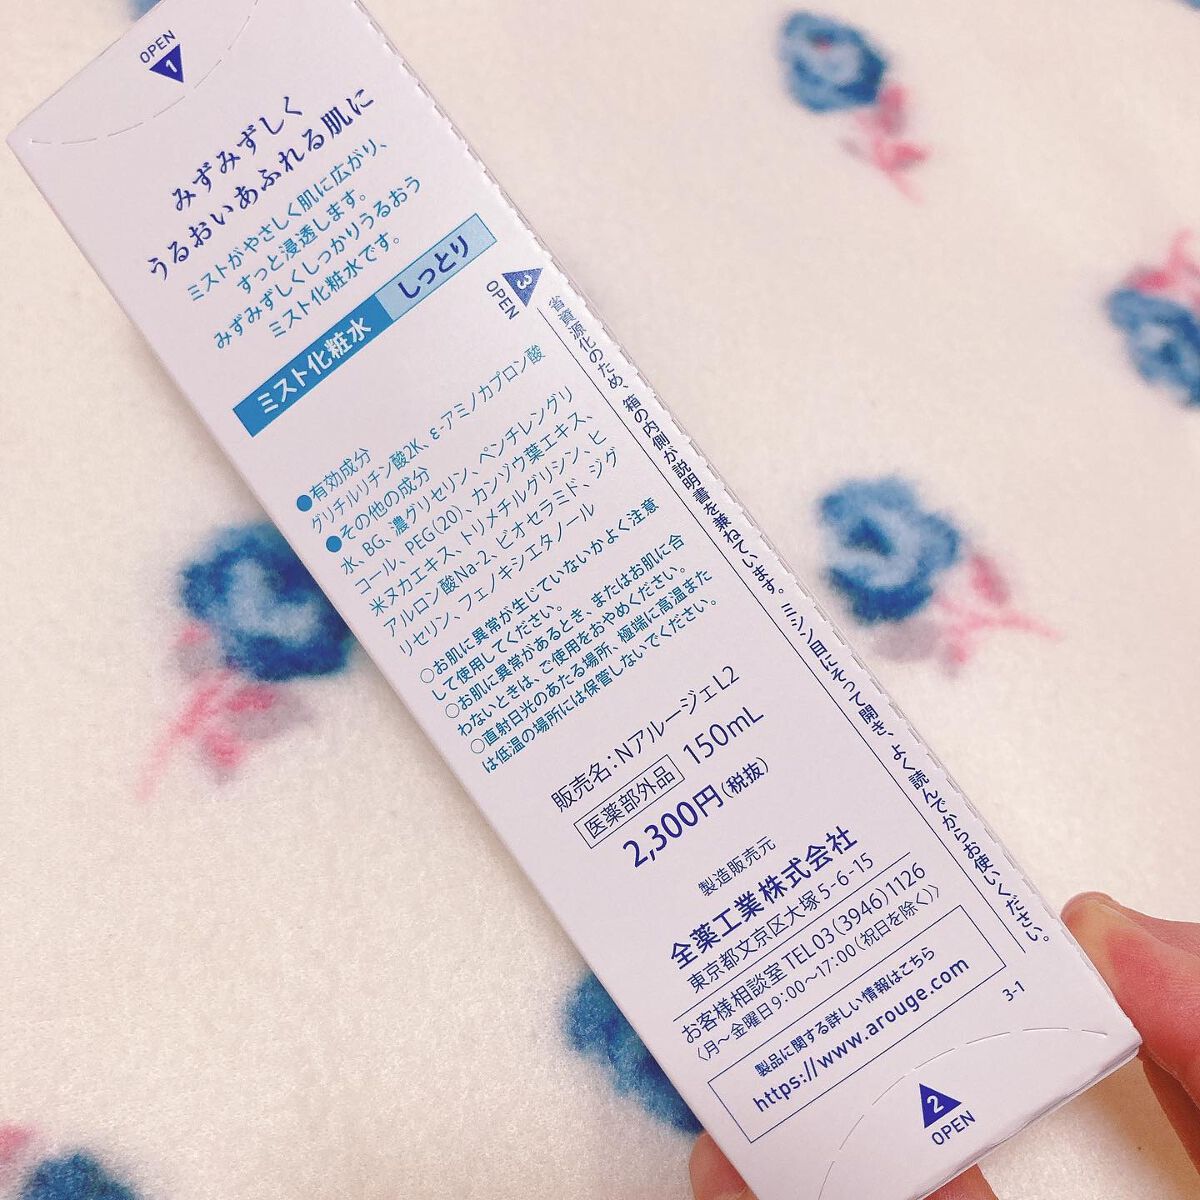 OPEN
1
みずみずしく
うるおいあふれる肌に
ミストがやさしく肌に広がり、
すっと浸透します。
みずみずしくしっかりうるおう
ミスト化粧水です。
ミスト化粧水 しっとり
3
OPEN
●有効成分
グリチルリチン酸2K、ε-アミノカプロン酸
●その他の成分
水、BG、濃グリセリン、ペンチレングリ
コール、PEG(20)、カンゾウ葉エキス、
米ヌカエキス、トリメチルグリシン、ヒ
アルロン酸Na-2、ビオセラミド、ジグ
リセリン、フェノキシエタノール
○お肌に異常が生じていないかよく注意
して使用してください。
○お肌に異常があるとき、またはお肌に合
わないときは、ご使用をおやめください。
○直射日光のあたる場所、極端に高温また
は低温の場所には保管しないでください。
省資源化のため、箱の内側が説明書を兼ねています。ミシン目にそって開き、よく読んでからお使いください。
販売名：NアルージェL2
医薬部外品 150mL
2,300円(税抜)
製造販売元
全薬工業株式会社
東京都文京区大塚5-6-15
お客様相談室 TEL03(3946)1126
〈月〜金曜日9:00〜17:00(祝日を除く)〉
製品に関する詳しい情報はこちら
https://www.arouge.com
3-1
2
OPEN